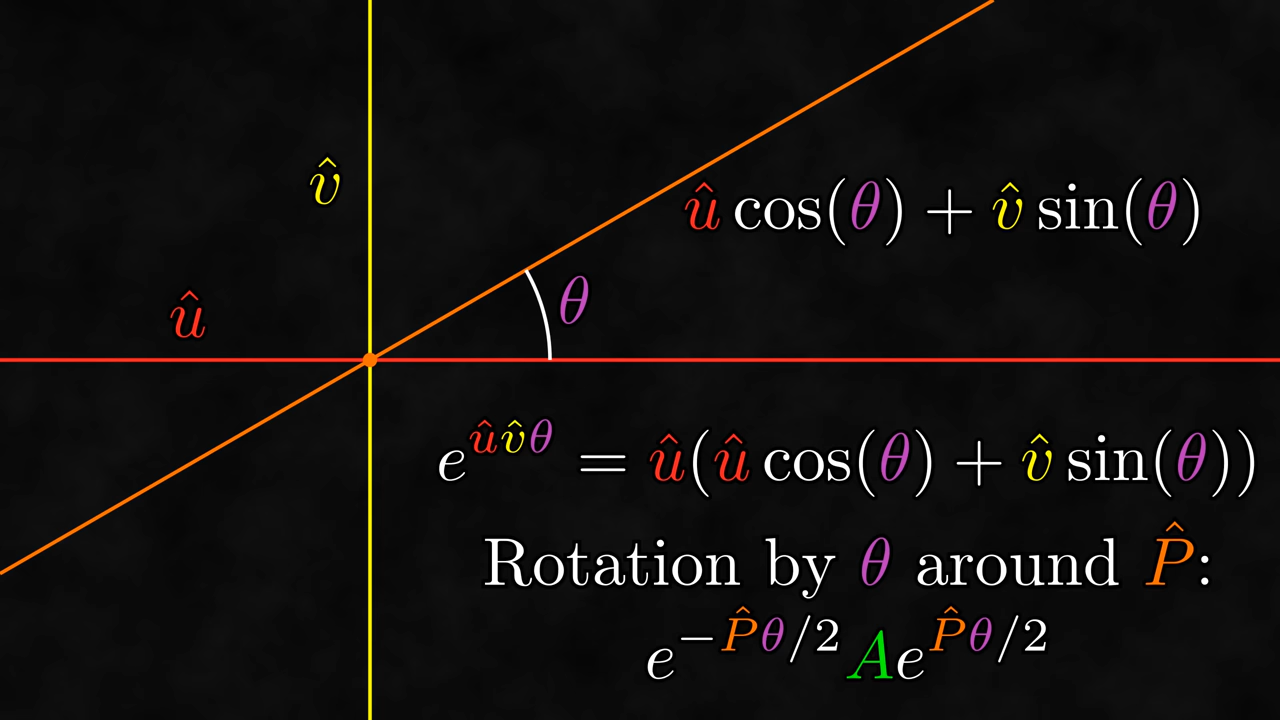 v̂
û cos(θ) + v̂ sin(θ)
θ
û
e^{ûv̂θ} = û(û cos(θ) + v̂ sin(θ))
Rotation by θ around P̂:
e^{−P̂θ/2}Ae^{P̂θ/2}